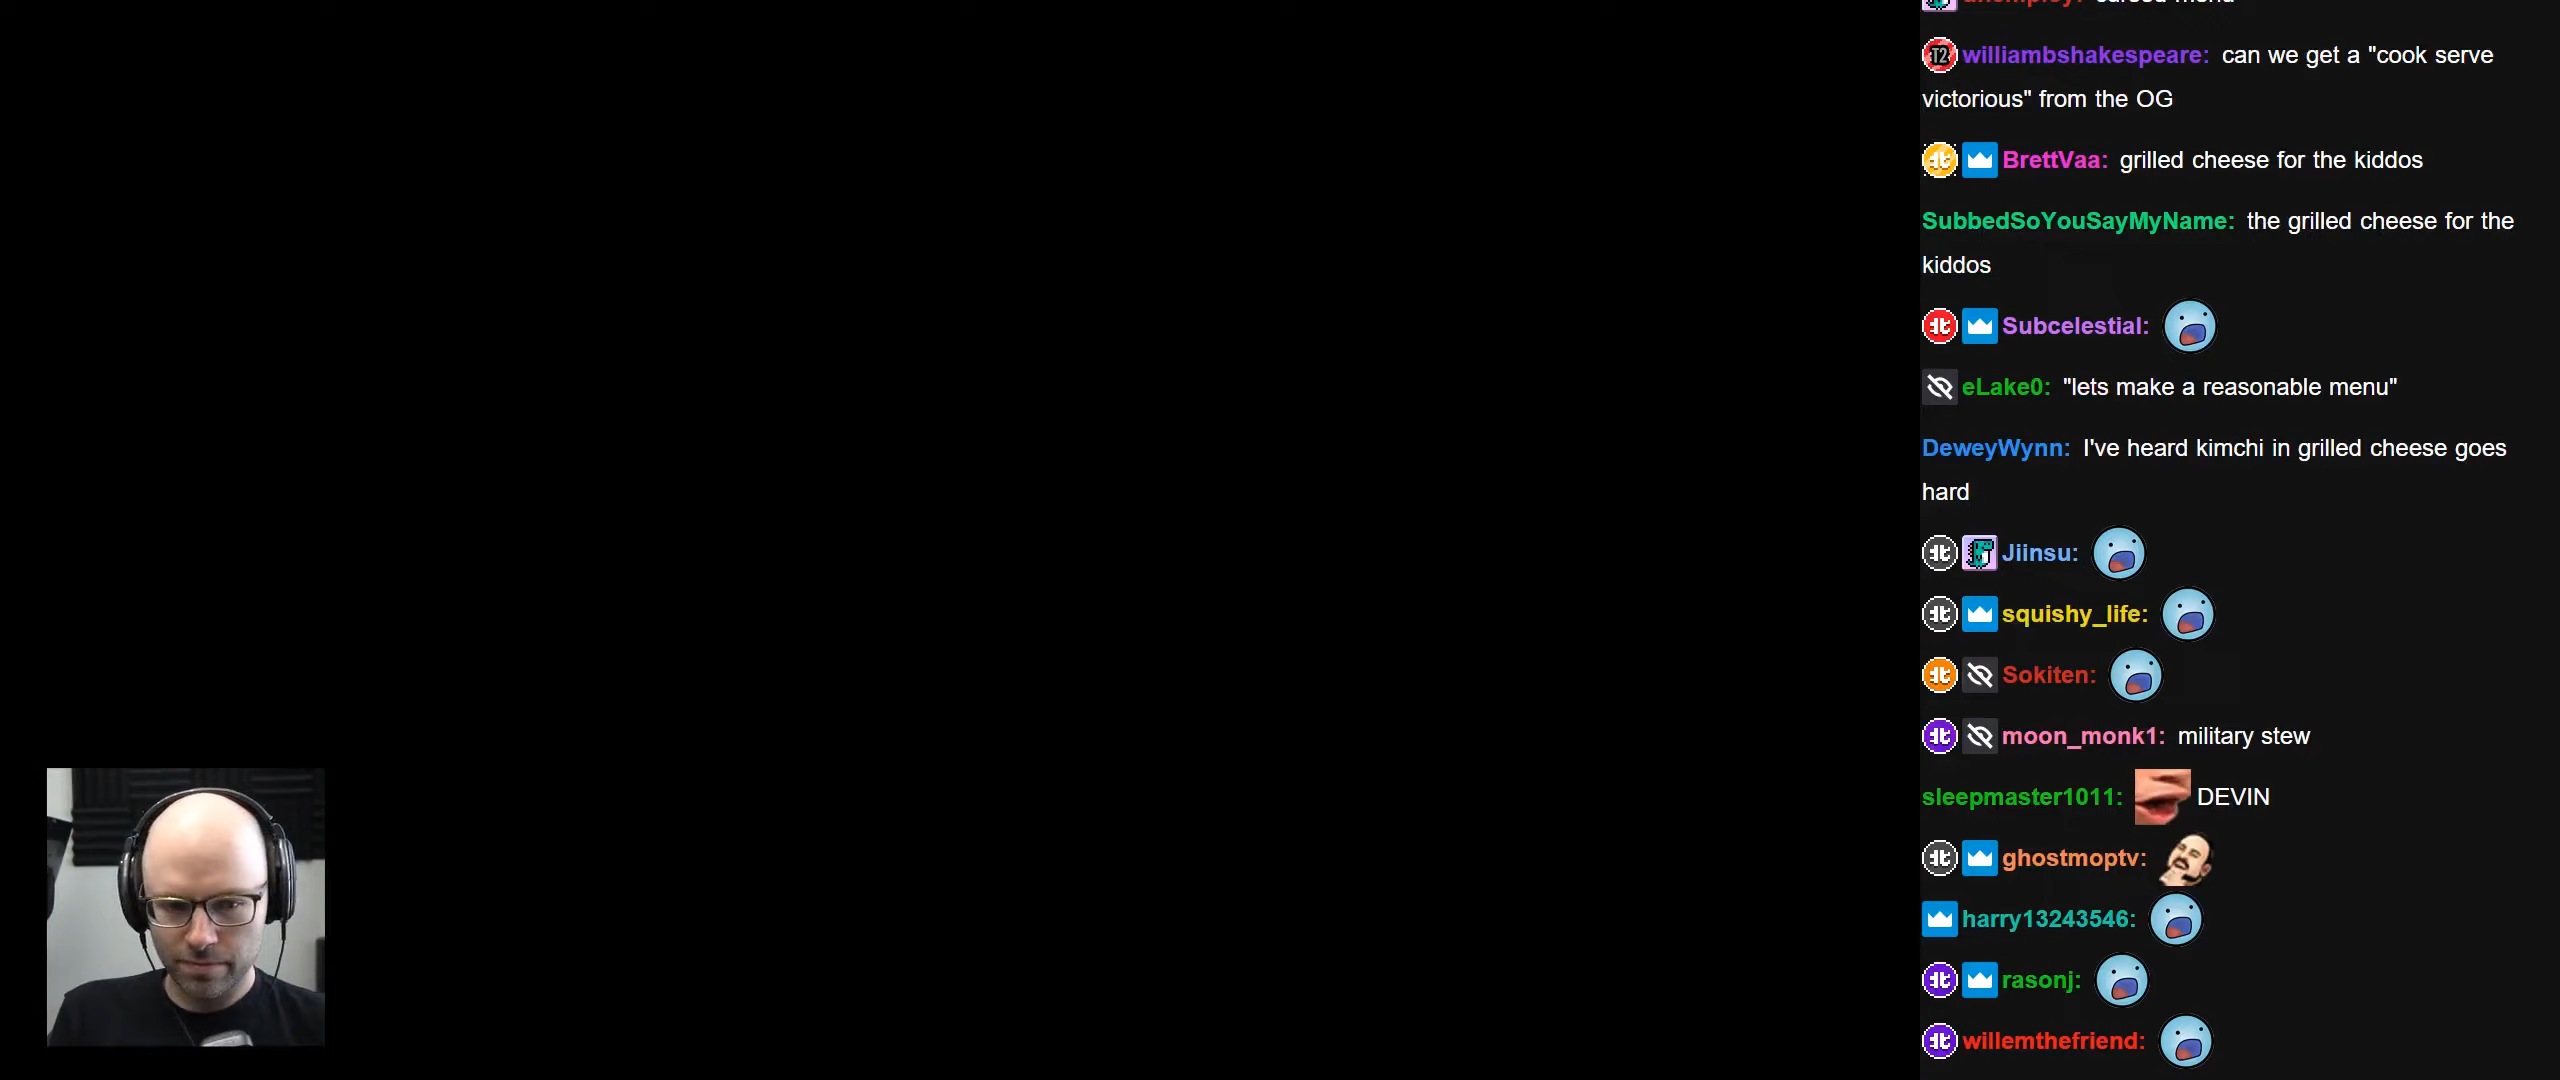 williambshakespeare: can we get a "cook serve
victorious" from the OG
BrettVaa: grilled cheese for the kiddos
SubbedSoYouSayMyName: the grilled cheese for the
kiddos
Subcelestial:
eLake0: "lets make a reasonable menu"
DeweyWynn: I've heard kimchi in grilled cheese goes
hard
Jiinsu:
squishy_life:
Sokiten:
moon_monk1: military stew
sleepmaster1011: DEVIN
ghostmoptv:
harry13243546:
rasonj:
willemthefriend: